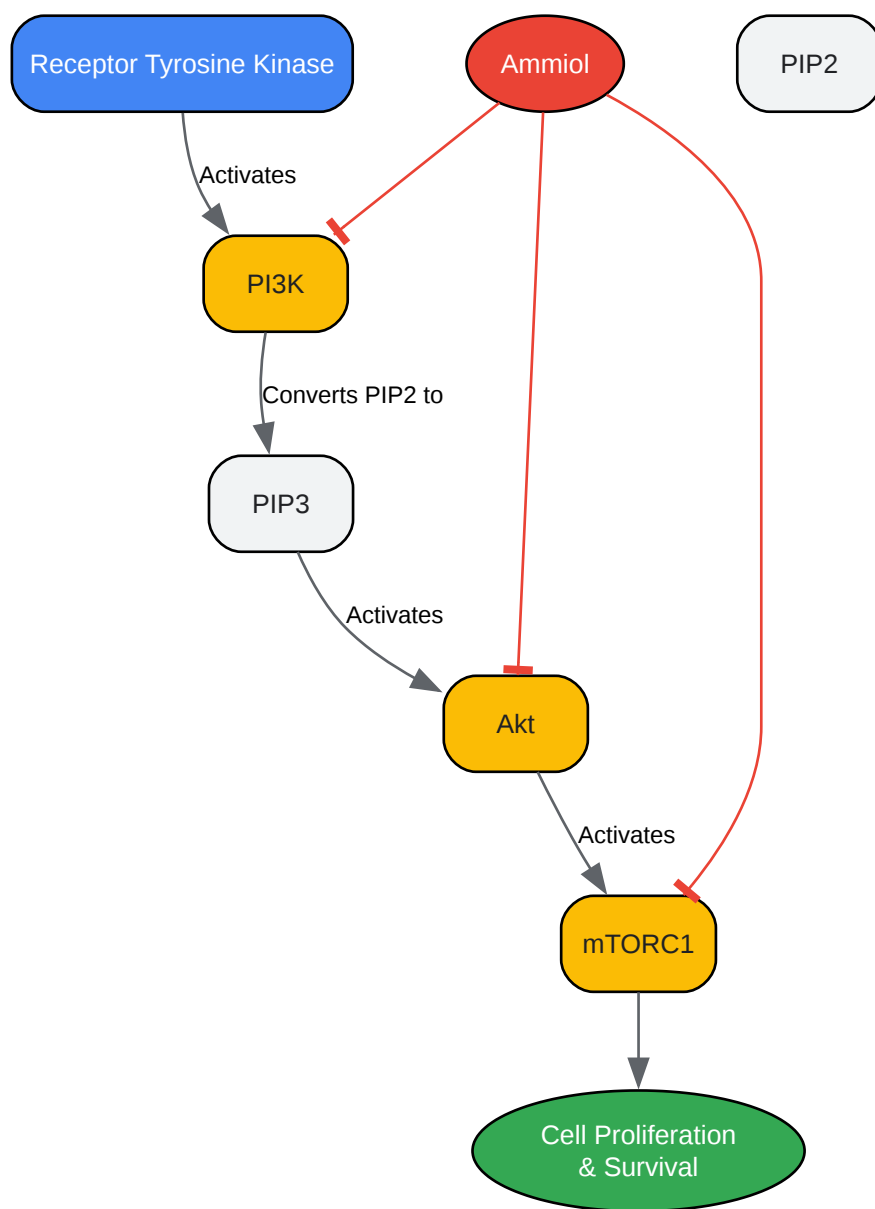 Receptor Tyrosine Kinase
Ammiol
PIP2
Activates
PI3K
Converts PIP2 to
PIP3
Activates
Akt
Activates
mTORC1
Cell Proliferation
& Survival